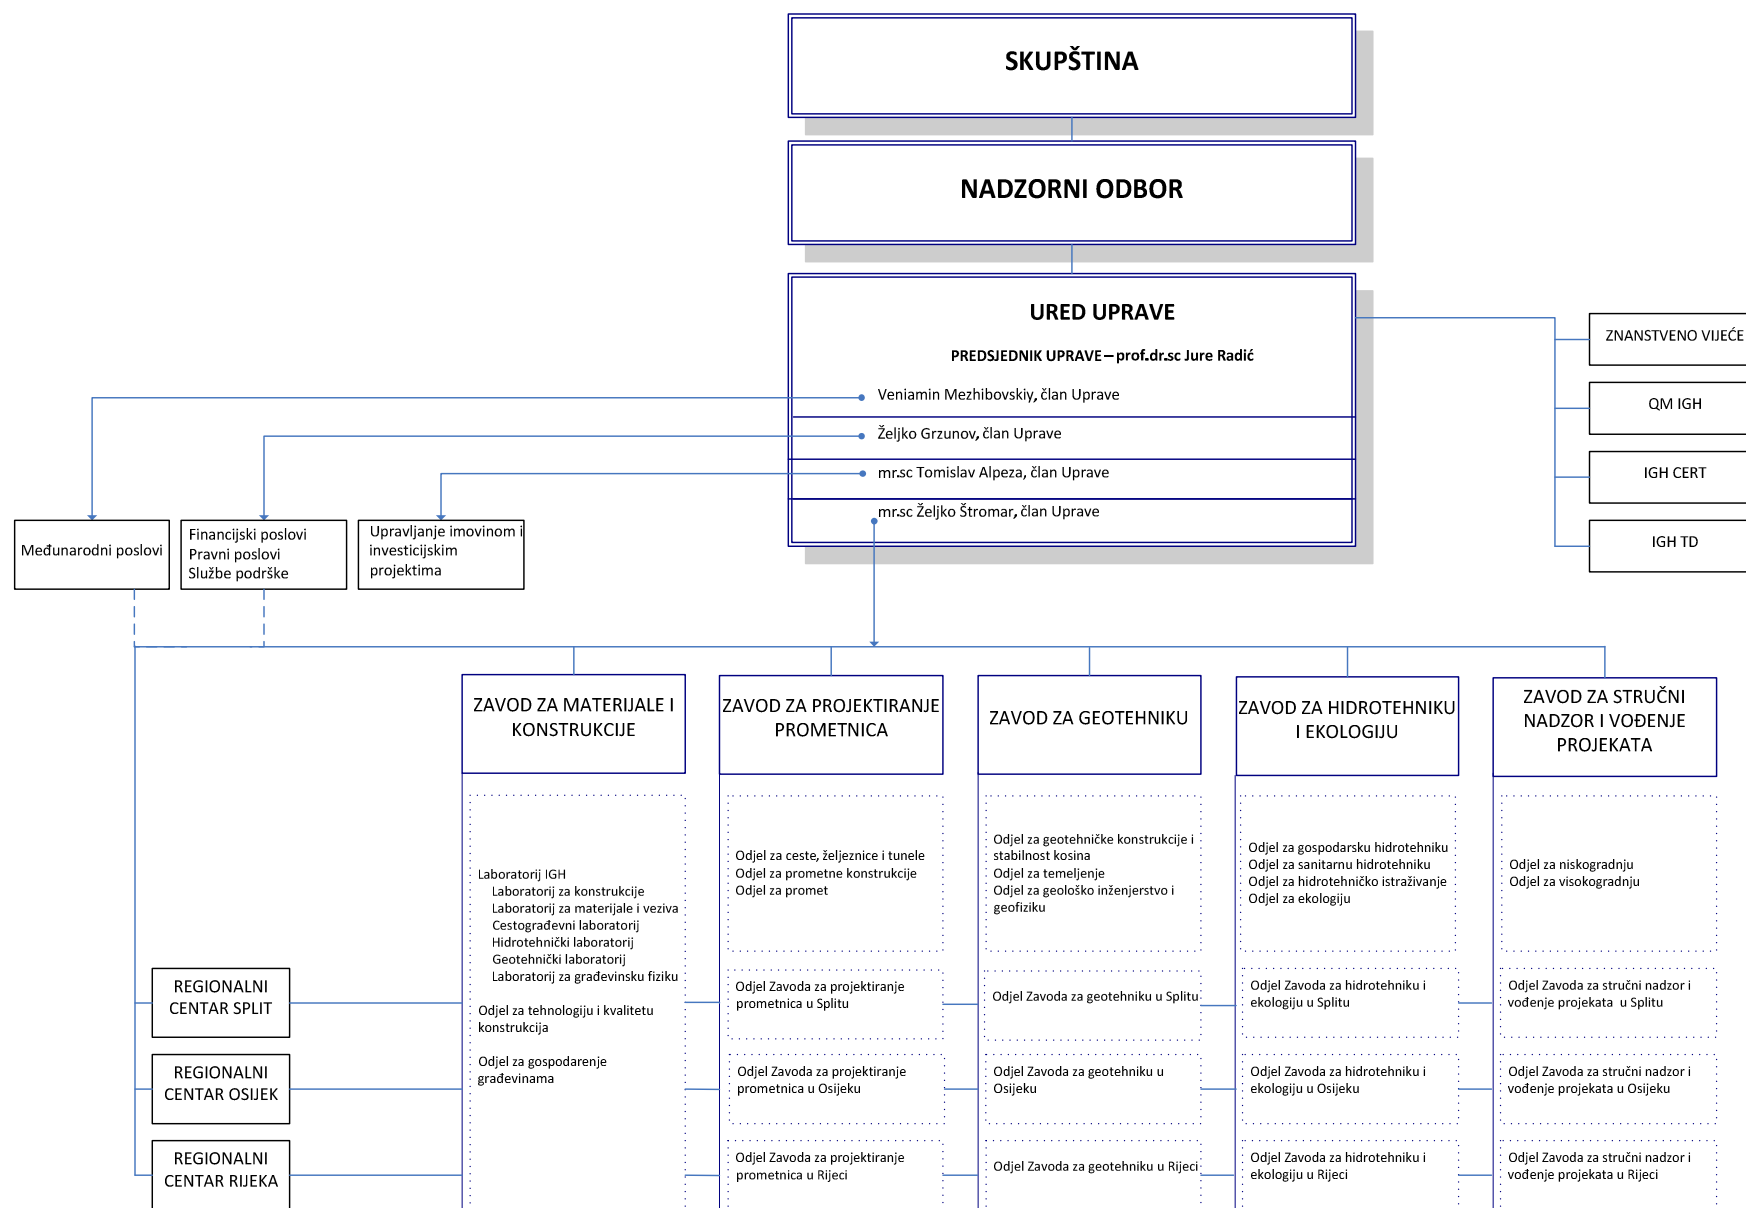 SKUPŠTINA
NADZORNI ODBOR
URED UPRAVE
PREDSJEDNIK UPRAVE – prof.dr.sc Jure Radić
Veniamin Mezhibovskiy, član Uprave
Željko Grzunov, član Uprave
mr.sc Tomislav Alpeza, član Uprave
mr.sc Željko Štromar, član Uprave
ZNANSTVENO VIJEĆE
QM IGH
IGH CERT
IGH TD
Međunarodni poslovi
Financijski poslovi
Pravni poslovi
Službe podrške
Upravljanje imovinom i
investicijskim
projektima
ZAVOD ZA MATERIJALE I
KONSTRUKCIJE
ZAVOD ZA PROJEKTIRANJE
PROMETNICA
ZAVOD ZA GEOTEHNIKU
ZAVOD ZA HIDROTEHNIKU
I EKOLOGIJU
ZAVOD ZA STRUČNI
NADZOR I VOĐENJE
PROJEKATA
Laboratorij IGH
Laboratorij za konstrukcije
Laboratorij za materijale i veziva
Cestograđevni laboratorij
Hidrotehnički laboratorij
Geotehnički laboratorij
Laboratorij za građevinsku fiziku
Odjel za tehnologiju i kvalitetu
konstrukcija
Odjel za gospodarenje
građevinama
Odjel za ceste, željeznice i tunele
Odjel za prometne konstrukcije
Odjel za promet
Odjel za geotehničke konstrukcije i
stabilnost kosina
Odjel za temeljenje
Odjel za geološko inženjerstvo i
geofiziku
Odjel za gospodarsku hidrotehniku
Odjel za sanitarnu hidrotehniku
Odjel za hidrotehničko istraživanje
Odjel za ekologiju
Odjel za niskogradnju
Odjel za visokogradnju
REGIONALNI
CENTAR SPLIT
Odjel Zavoda za projektiranje
prometnica u Splitu
Odjel Zavoda za geotehniku u Splitu
Odjel Zavoda za hidrotehniku i
ekologiju u Splitu
Odjel Zavoda za stručni nadzor i
vođenje projekata u Splitu
REGIONALNI
CENTAR OSIJEK
Odjel Zavoda za projektiranje
prometnica u Osijeku
Odjel Zavoda za geotehniku u
Osijeku
Odjel Zavoda za hidrotehniku i
ekologiju u Osijeku
Odjel Zavoda za stručni nadzor i
vođenje projekata u Osijeku
REGIONALNI
CENTAR RIJEKA
Odjel Zavoda za projektiranje
prometnica u Rijeci
Odjel Zavoda za geotehniku u Rijeci
Odjel Zavoda za hidrotehniku i
ekologiju u Rijeci
Odjel Zavoda za stručni nadzor i
vođenje projekata u Rijeci